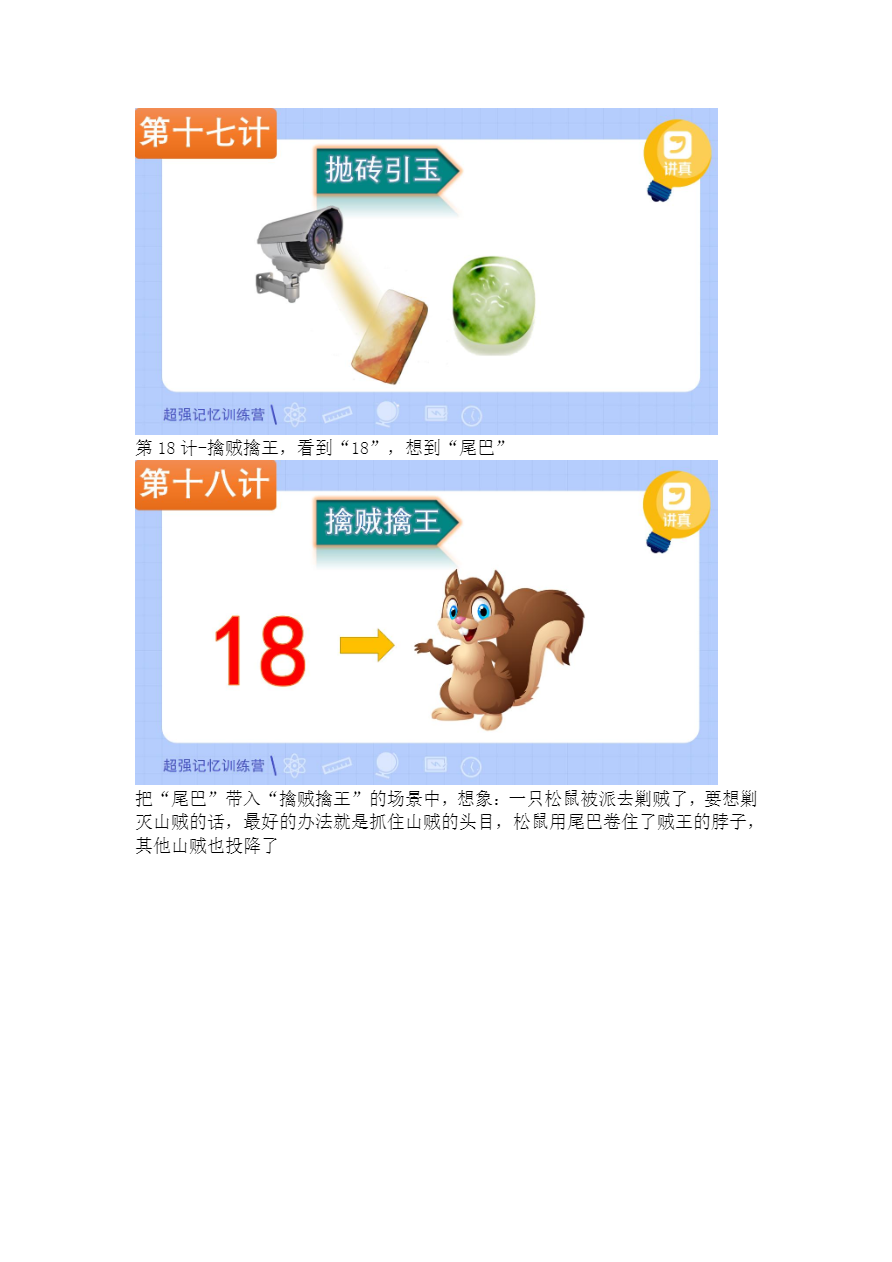 第十七计
抛砖引玉
讲真
超强记忆训练营
第 18 计-擒贼擒王，看到“18”，想到“尾巴”
第十八计
擒贼擒王
讲真
18
超强记忆训练营
把“尾巴”带入“擒贼擒王”的场景中，想象：一只松鼠被派去剿贼了，要想剿
灭山贼的话，最好的办法就是抓住山贼的头目，松鼠用尾巴卷住了贼王的脖子，
其他山贼也投降了